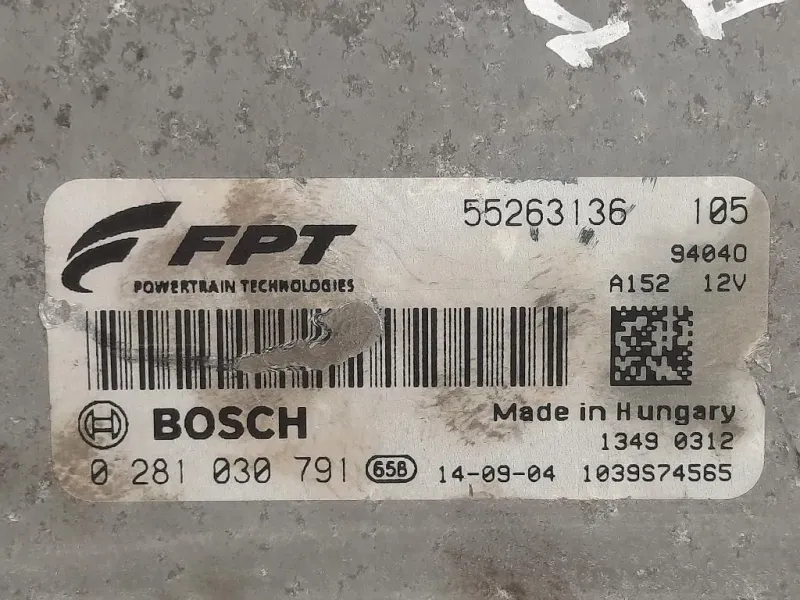 55263136 105
FPT
94040
POWERTRAIN TECHNOLOGIES
A152 12V
BOSCH
Made in Hungary
1349 0312
0 281 030 791 658 14-09-04 1039S74565